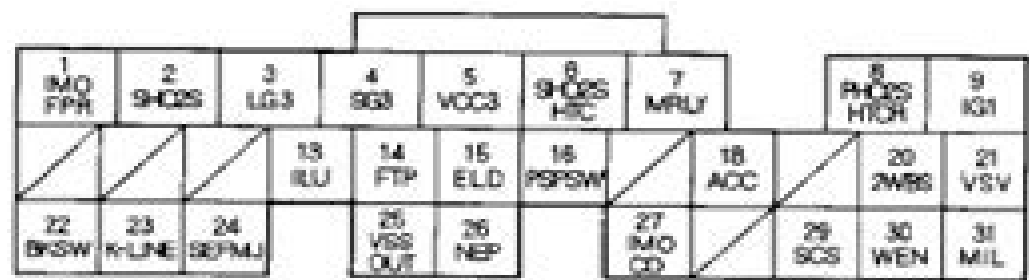 1
IMO
FPR
2
SHO2S
3
LG3
4
SG3
5
VCC3
6
SHO2S
HTC
7
MRLY
8
PHO2S
HTCR
9
IG1
13
ILU
14
FTP
15
ELD
16
PSPSW
18
ACC
20
2WBS
21
VSV
22
BKSW
23
K-LINE
24
SEFMJ
25
VSS
OUT
26
NEP
27
IMO
CD
29
SCS
30
WEN
31
MIL